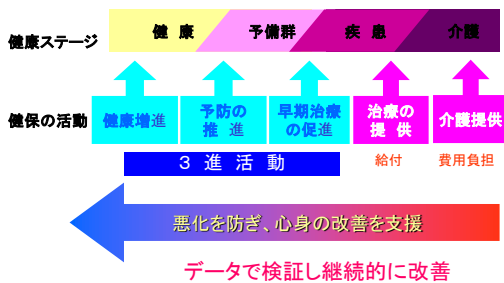 健康ステージ
健 康
予備群
疾 患
介護
健保の活動
健康増進
予防の
推 進
早期治療
の促進
治療の
提 供
介護提供
３ 進 活 動
給付
費用負担
悪化を防ぎ、心身の改善を支援
データで検証し継続的に改善